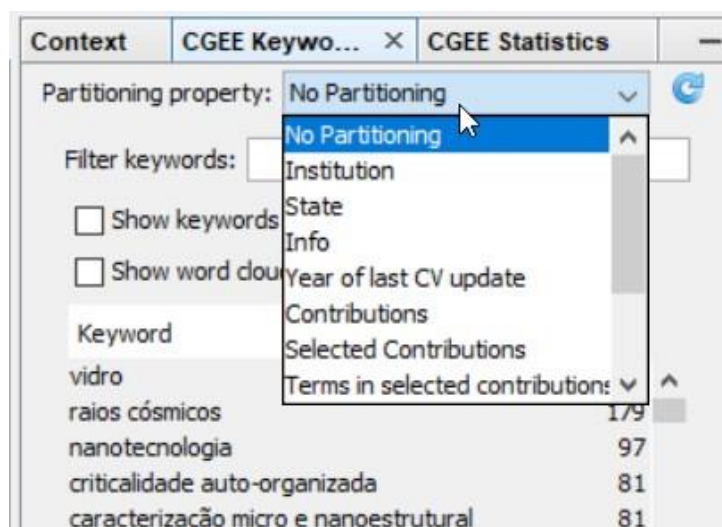 Context CGEE Keywo... × CGEE Statistics
Partitioning property: No Partitioning
No Partitioning
Filter keywords:
Institution
State
Show keywords
Info
Show word clou
Year of last CV update
Contributions
Keyword
Selected Contributions
vidro
Terms in selected contributions
raios cósmicos 179
nanotecnologia 97
criticalidade auto-organizada 81
caracterização micro e nanoestrutural 81